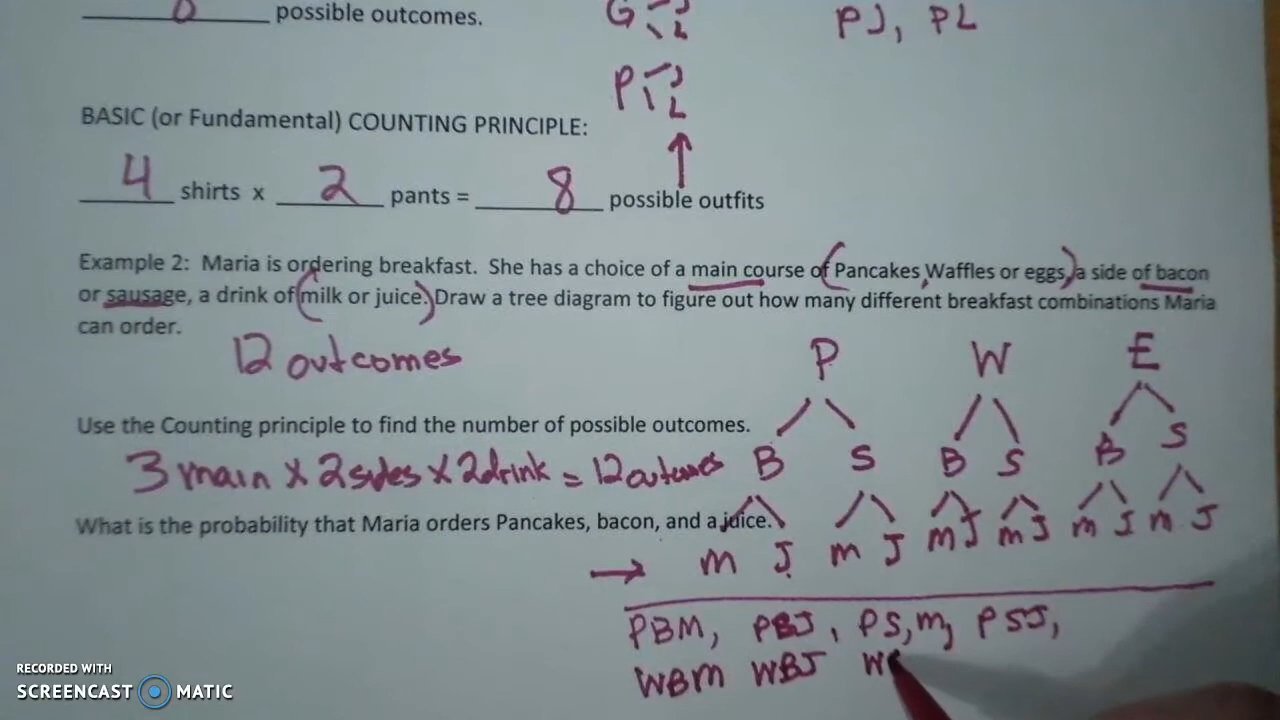 8 possible outcomes.
G J L
PJ, PL
P J L
BASIC (or Fundamental) COUNTING PRINCIPLE:
4 shirts x 2 pants = 8 possible outfits
Example 2: Maria is ordering breakfast. She has a choice of a main course of (Pancakes, Waffles or eggs,) a side of bacon
or sausage, a drink of (milk or juice.) Draw a tree diagram to figure out how many different breakfast combinations Maria
can order.
12 outcomes
P W E
Use the Counting principle to find the number of possible outcomes.
B S B S B S
3 main x 2 sides x 2 drink = 12 outcomes
What is the probability that Maria orders Pancakes, bacon, and a juice.
→ m J m J m J m J m J m J
PBM, PBJ, PS,m, PSJ,
WBM WBJ W
RECORDED WITH
SCREENCAST MATIC